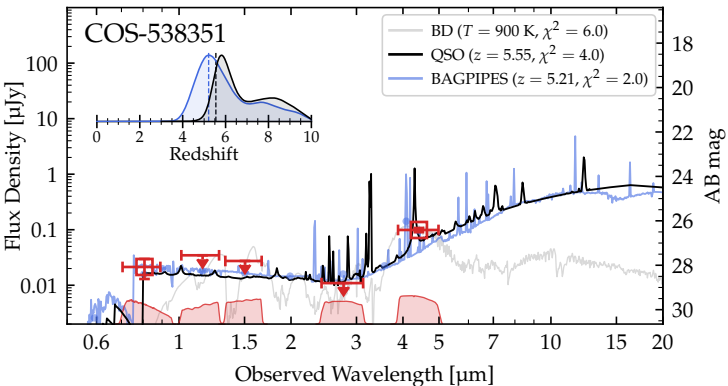 COS-538351
BD (T = 900 K, χ² = 6.0)
QSO (z = 5.55, χ² = 4.0)
BAGPIPES (z = 5.21, χ² = 2.0)
0 2 4 6 8 10
Redshift
100
10
1
0.1
0.01
Flux Density [μJy]
18
20
22
24
26
28
30
AB mag
0.6 1 1.5 2 3 4 5 7 10 15 20
Observed Wavelength [μm]